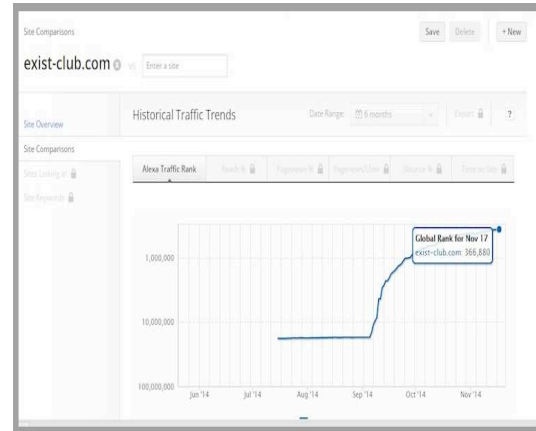 Site Comparisons
Save Delete + New
exist-club.com vs Enter a site
Site Overview
Historical Traffic Trends Date Range: 6 months Export ?
Site Comparisons
Sites Linking In
Site Keywords
Alexa Traffic Rank Reach % Pageviews % Pageviews/User Bounce % Time on Site
Global Rank for Nov 17
exist-club.com: 366,880
1,000,000
10,000,000
100,000,000
Jun '14 Jul '14 Aug '14 Sep '14 Oct '14 Nov '14